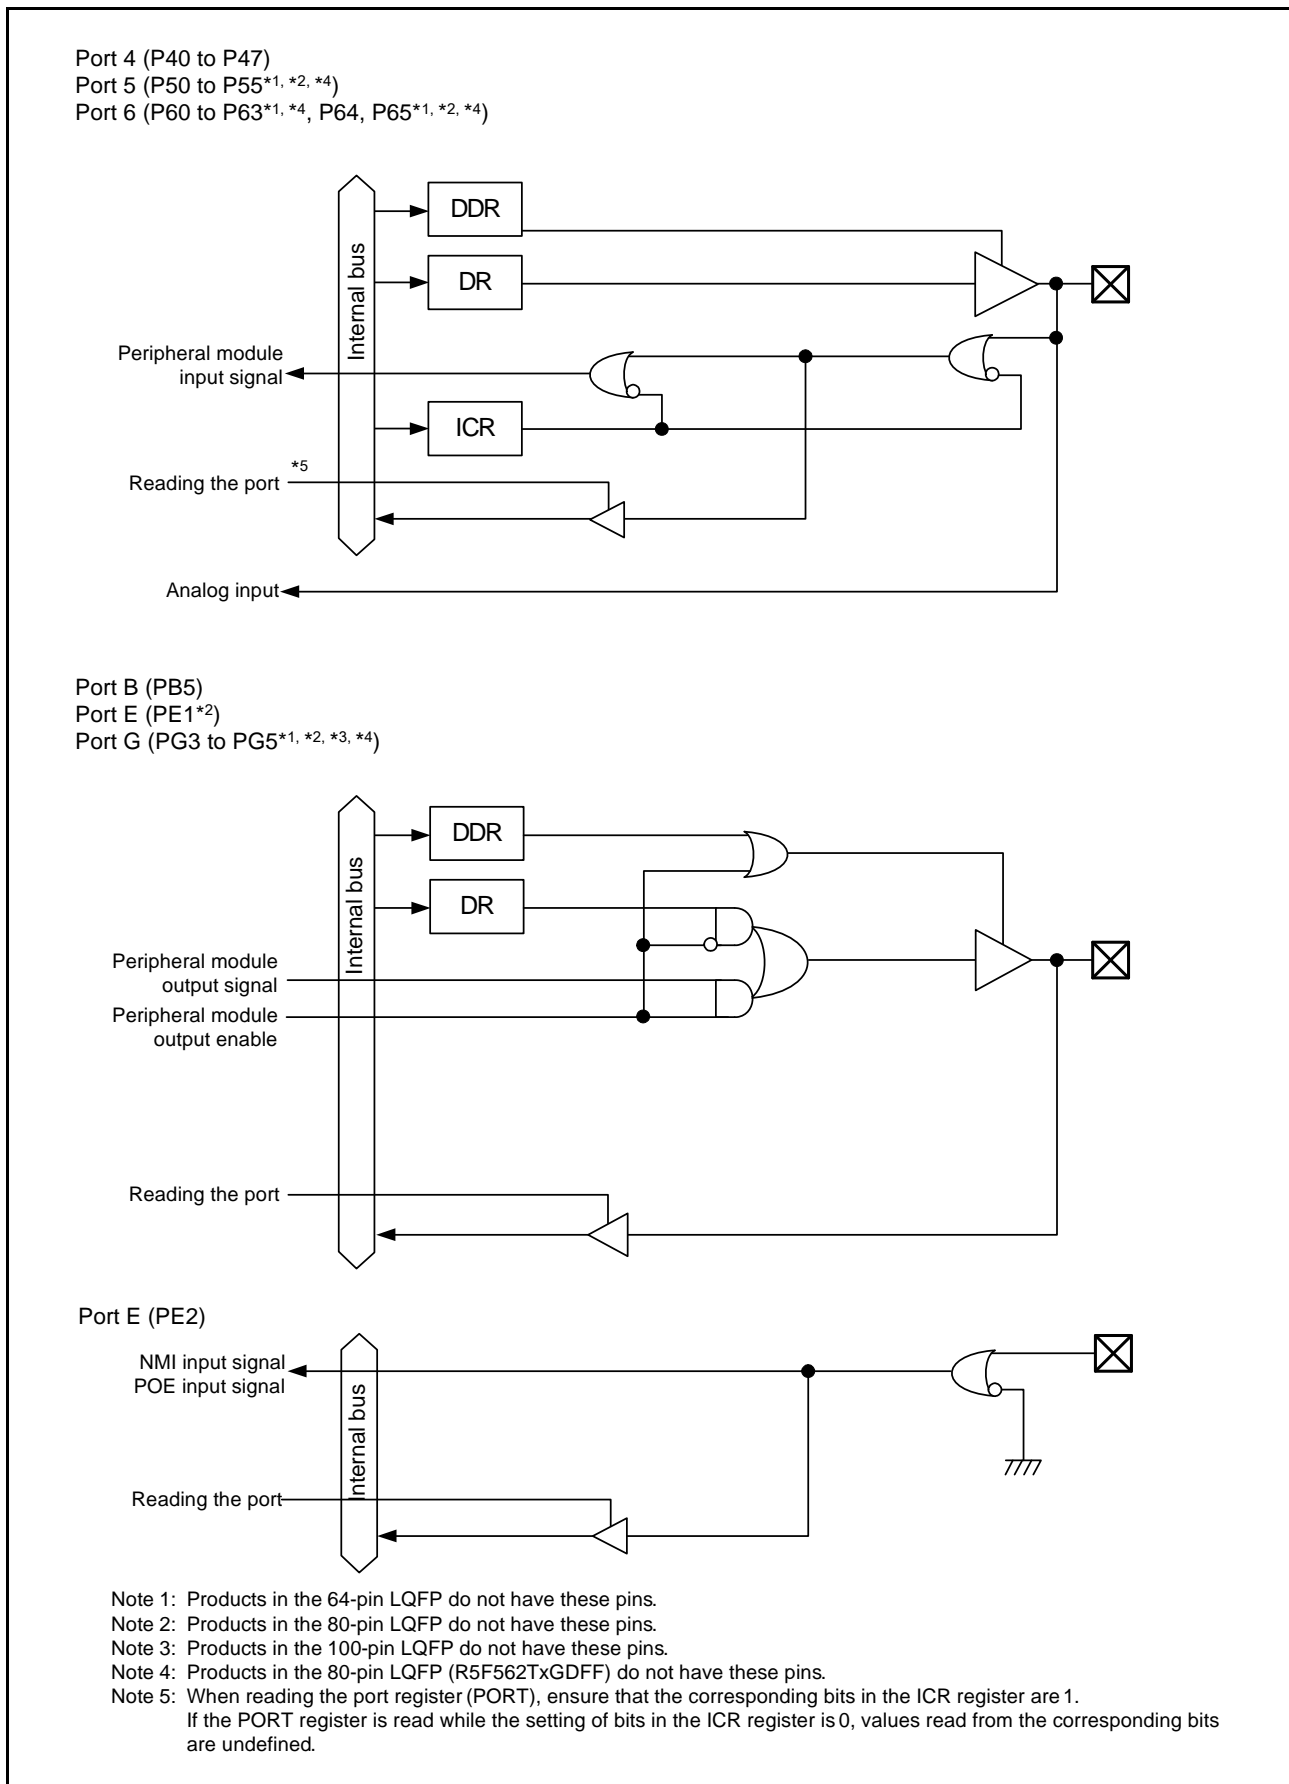 Port 4 (P40 to P47)
Port 5 (P50 to P55*1, *2, *4)
Port 6 (P60 to P63*1, *4, P64, P65*1, *2, *4)
Internal bus
DDR
DR
Peripheral module
input signal
ICR
*5
Reading the port
Analog input
Port B (PB5)
Port E (PE1*2)
Port G (PG3 to PG5*1, *2, *3, *4)
Internal bus
DDR
DR
Peripheral module
output signal
Peripheral module
output enable
Reading the port
Port E (PE2)
NMI input signal
POE input signal
Internal bus
Reading the port
Note 1: Products in the 64-pin LQFP do not have these pins.
Note 2: Products in the 80-pin LQFP do not have these pins.
Note 3: Products in the 100-pin LQFP do not have these pins.
Note 4: Products in the 80-pin LQFP (R5F562TxGDFF) do not have these pins.
Note 5: When reading the port register (PORT), ensure that the corresponding bits in the ICR register are 1.
If the PORT register is read while the setting of bits in the ICR register is 0, values read from the corresponding bits
are undefined.